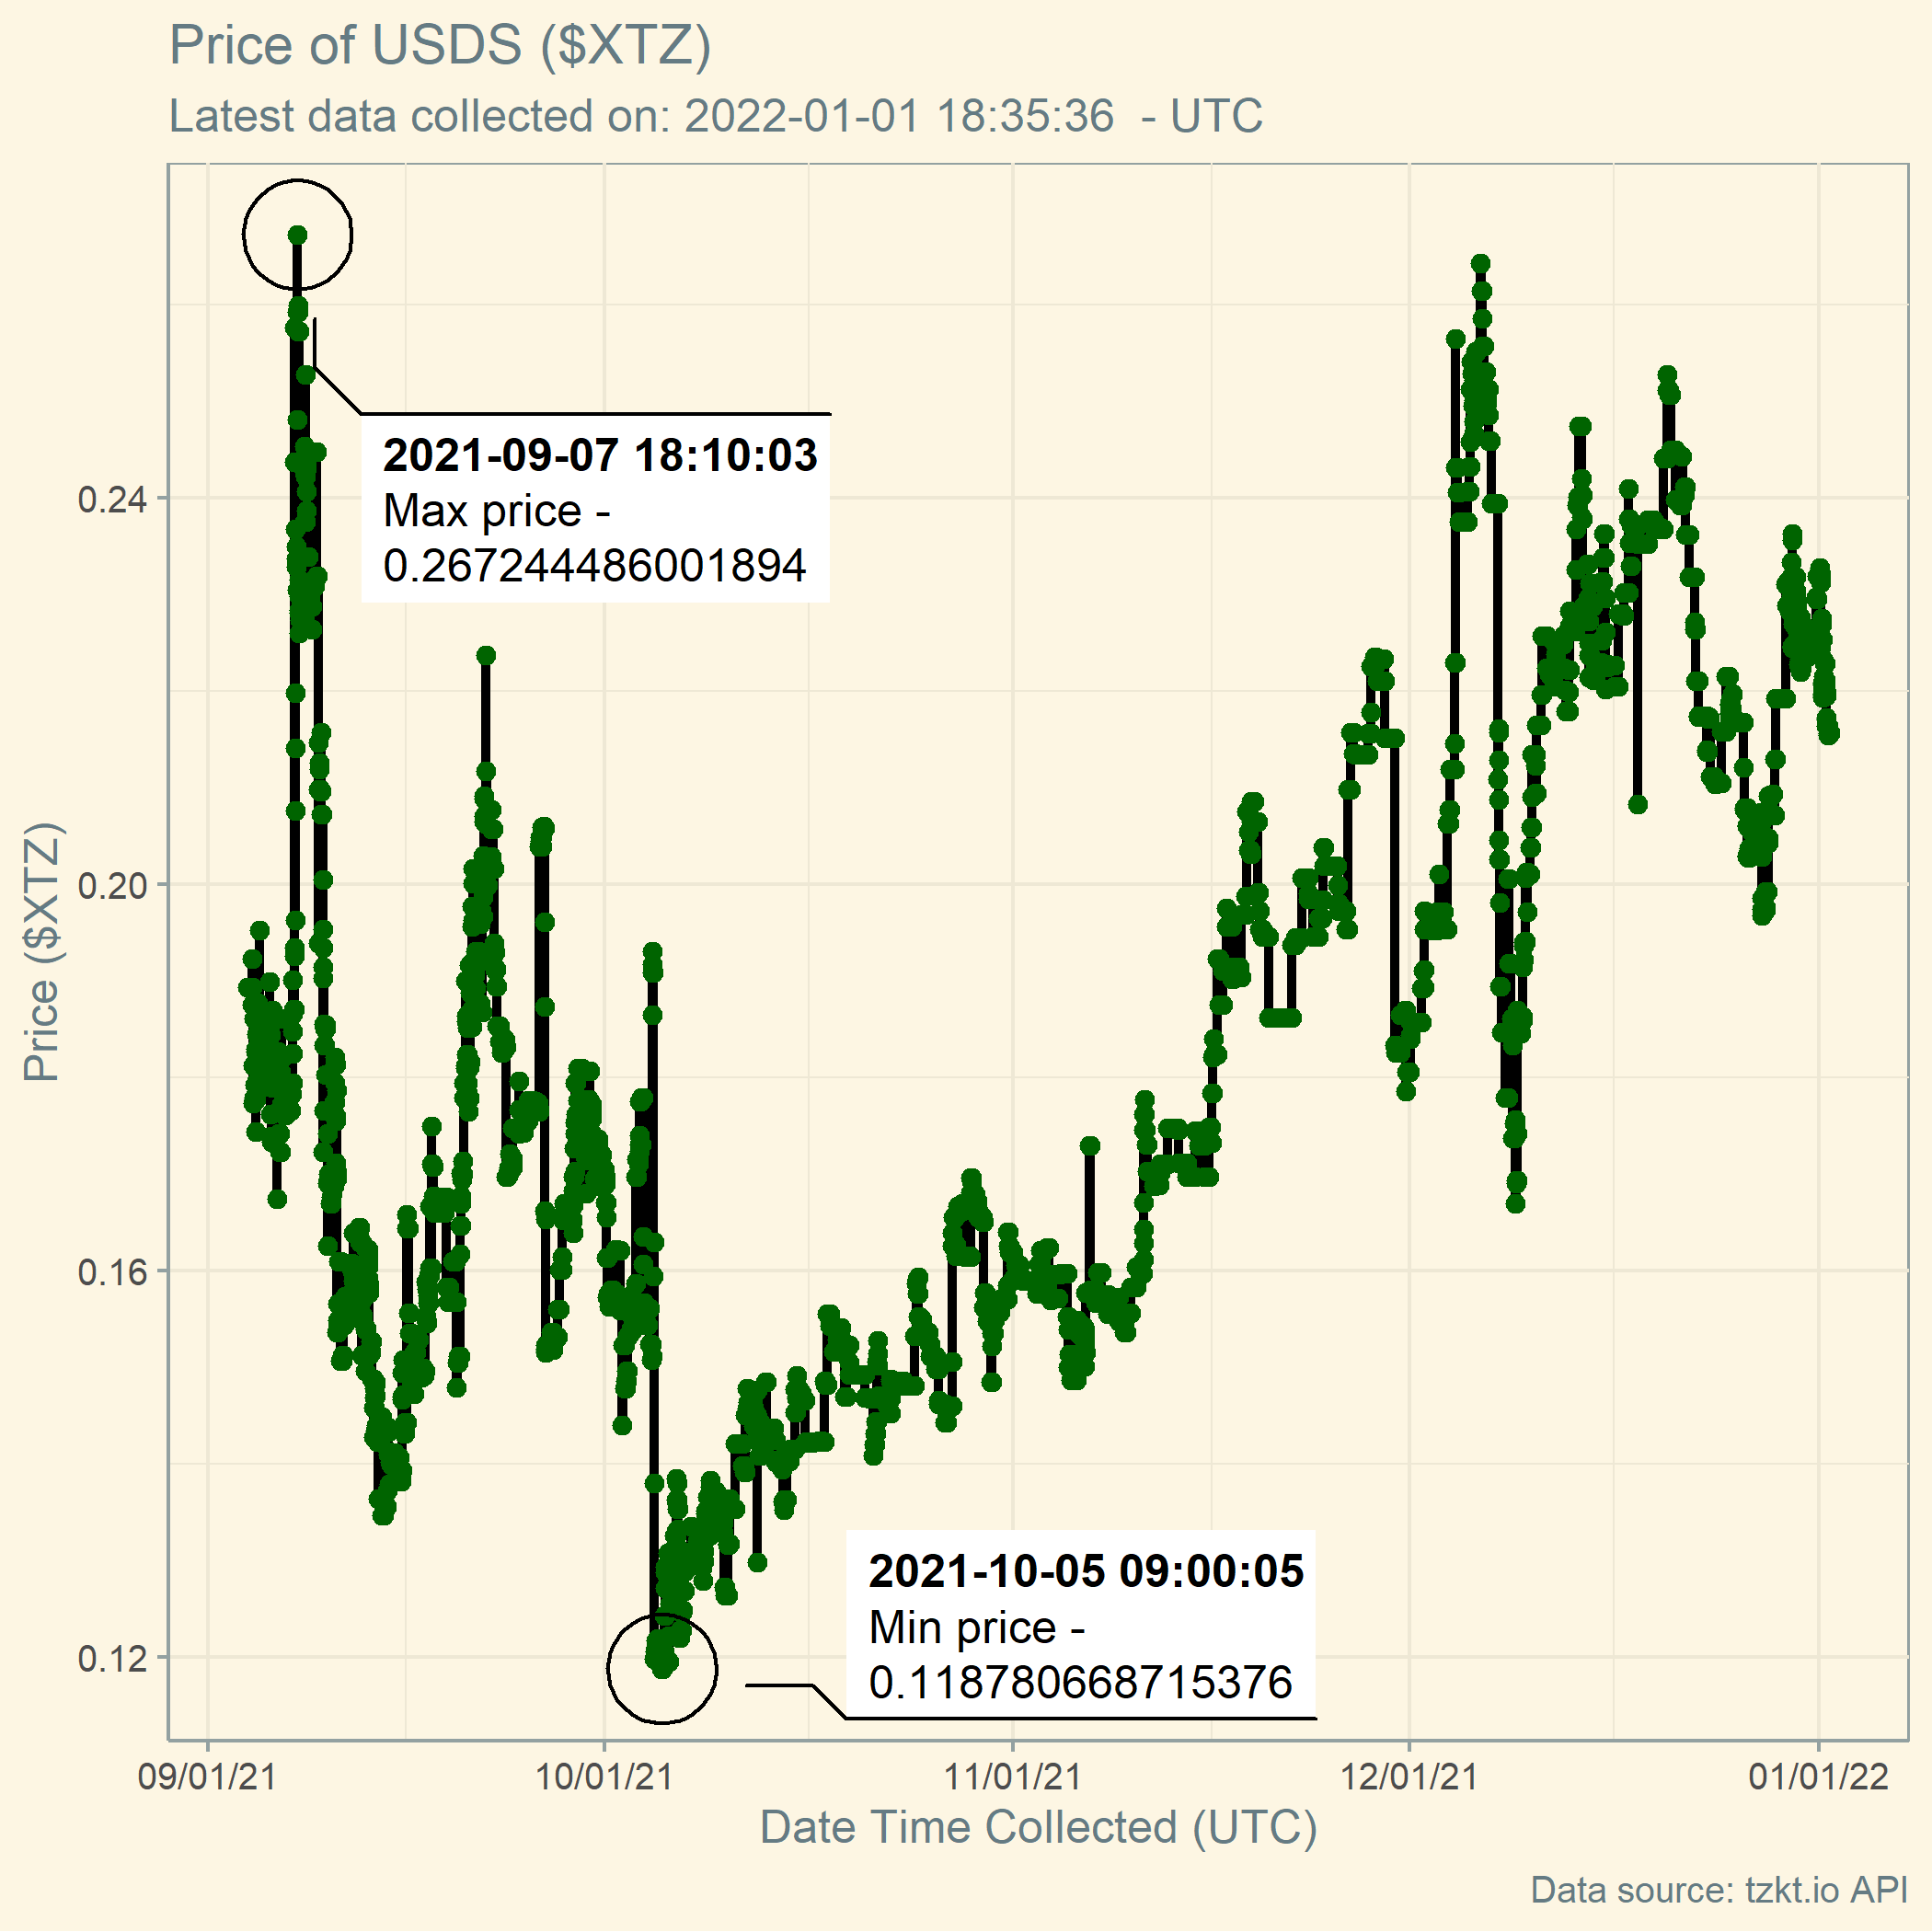 Price of USDS ($XTZ)
Latest data collected on: 2022-01-01 18:35:36  - UTC
2021-09-07 18:10:03
Max price -
0.267244486001894
0.24
0.20
0.16
0.12
Price ($XTZ)
2021-10-05 09:00:05
Min price -
0.118780668715376
09/01/21
10/01/21
11/01/21
12/01/21
01/01/22
Date Time Collected (UTC)
Data source: tzkt.io API